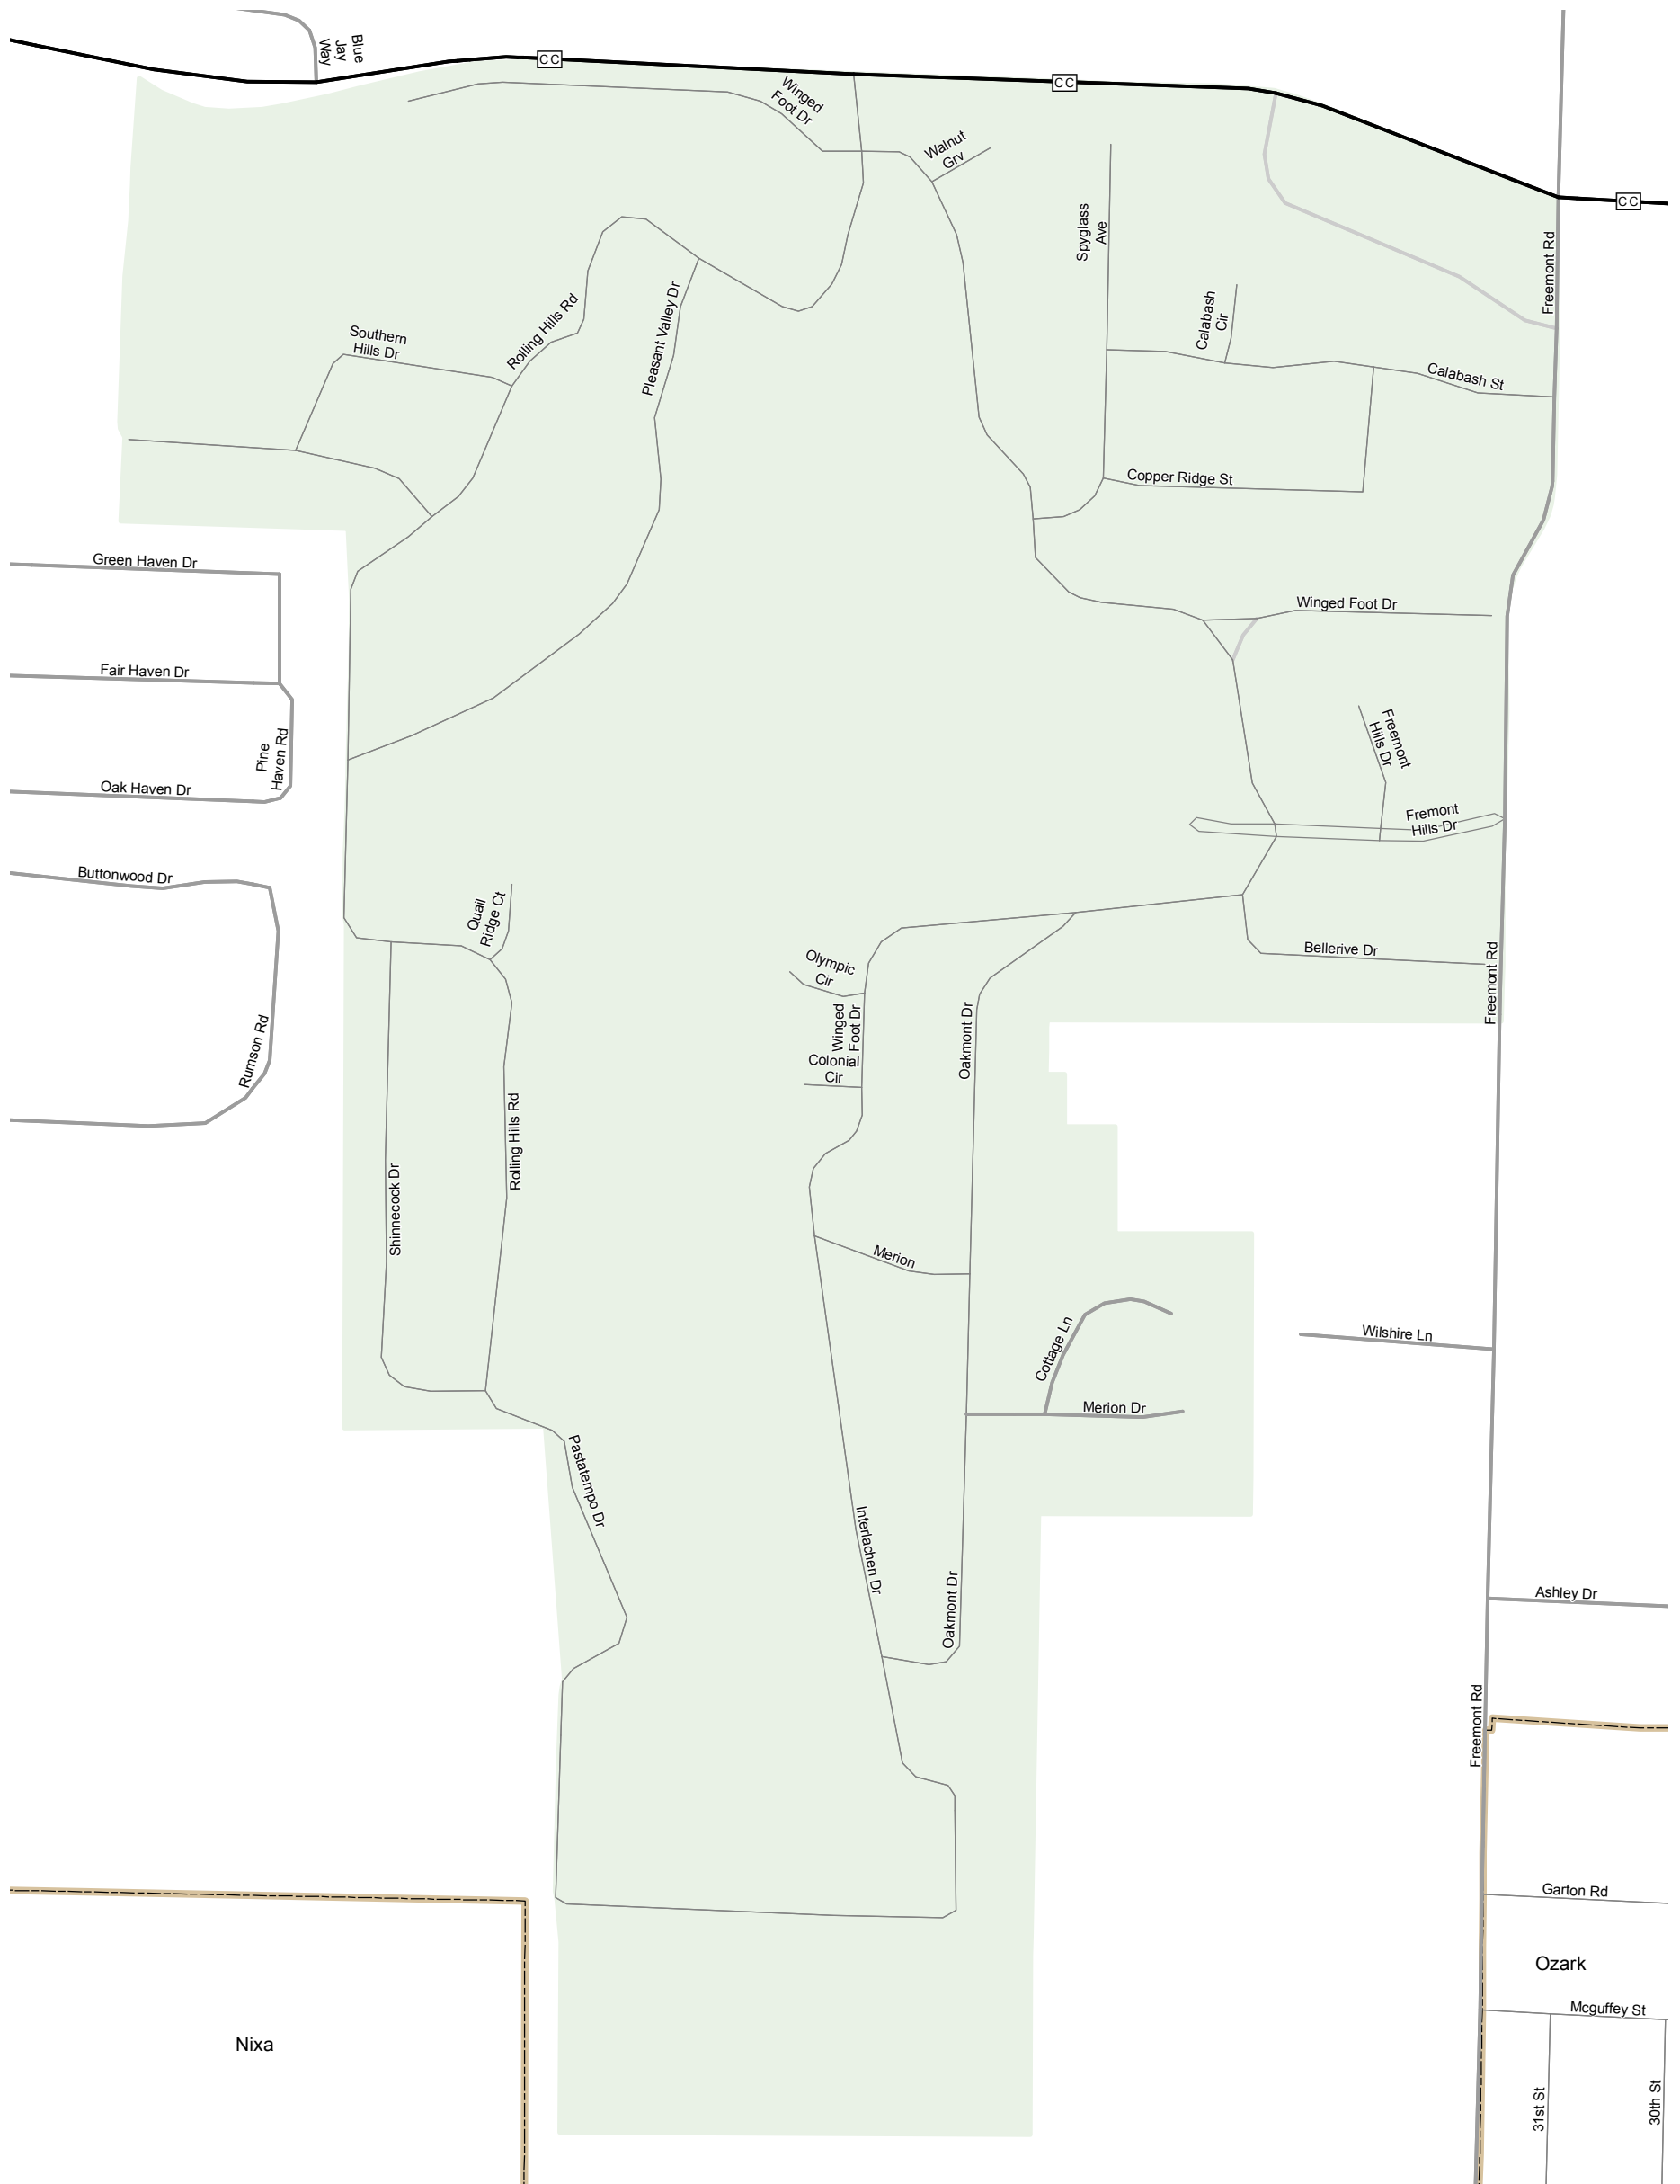 Blue
Jay
Way
CC
CC
CC
Winged
Foot Dr
Walnut
Grv
Spyglass
Ave
Freemont Rd
Calabash
Cir
Pleasant Valley Dr
Rolling Hills Rd
Southern
Hills Dr
Calabash St
Copper Ridge St
Green Haven Dr
Winged Foot Dr
Fair Haven Dr
Pine
Haven Rd
Freemont
Hills Dr
Oak Haven Dr
Fremont
Hills Dr
Buttonwood Dr
Quail
Ridge Ct
Bellerive Dr
Freemont Rd
Olympic
Cir
Winged
Foot Dr
Oakmont Dr
Colonial
Cir
Rumson Rd
Rolling Hills Rd
Shinnecock Dr
Merion
Cottage Ln
Wilshire Ln
Merion Dr
Pastatempo Dr
Interlachen Dr
Oakmont Dr
Ashley Dr
Freemont Rd
Garton Rd
Ozark
Mcguffey St
Nixa
31st St
30th St